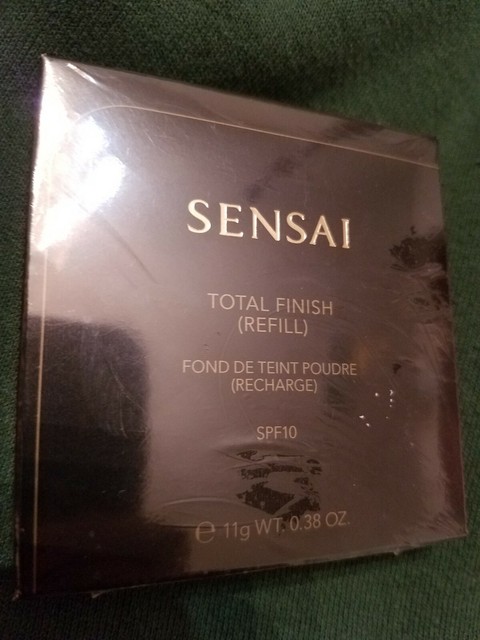 SENSAI
TOTAL FINISH
(REFILL)
FOND DE TEINT POUDRE
(RECHARGE)
SPF10
℮ 11g WT. 0.38 OZ.